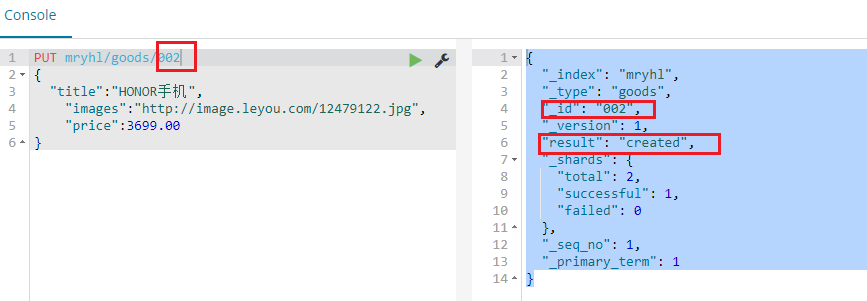 Console
1 PUT mryhl/goods/002
2 {
3 "title":"HONOR手机",
4 "images":"http://image.leyou.com/12479122.jpg",
5 "price":3699.00
6 }
1 {
2 "_index": "mryhl",
3 "_type": "goods",
4 "_id": "002",
5 "_version": 1,
6 "result": "created",
7 "_shards": {
8 "total": 2,
9 "successful": 1,
10 "failed": 0
11 },
12 "_seq_no": 1,
13 "_primary_term": 1
14 }